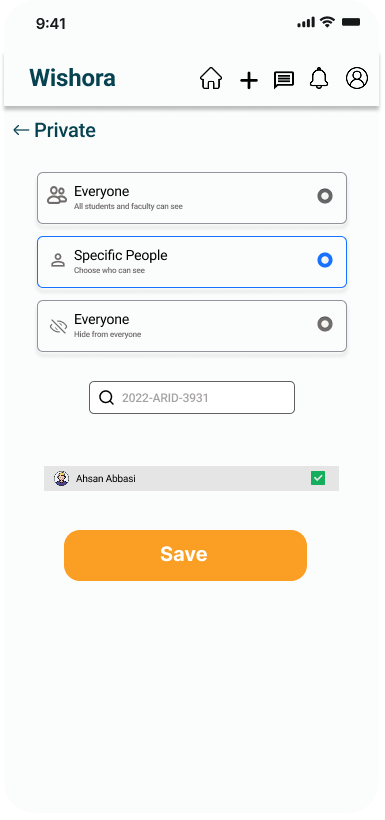 9:41
Wishora
Private
Everyone
All students and faculty can see
Specific People
Choose who can see
Everyone
Hide from everyone
2022-ARID-3931
Ahsan Abbasi
Save